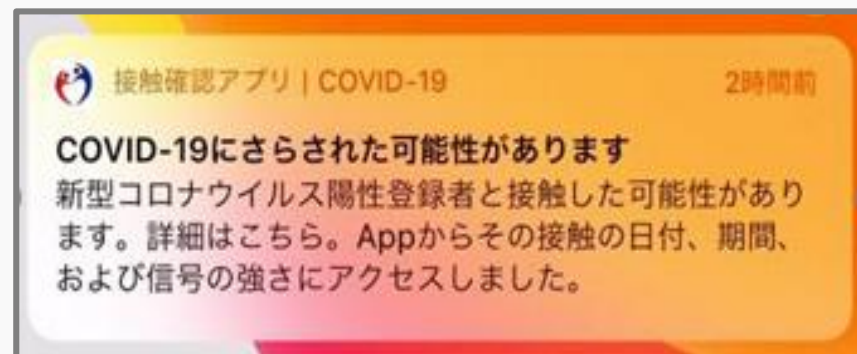 接触確認アプリ | COVID-19 2時間前
COVID-19にさらされた可能性があります
新型コロナウイルス陽性登録者と接触した可能性があり
ます。詳細はこちら。Appからその接触の日付、期間、
および信号の強さにアクセスしました。